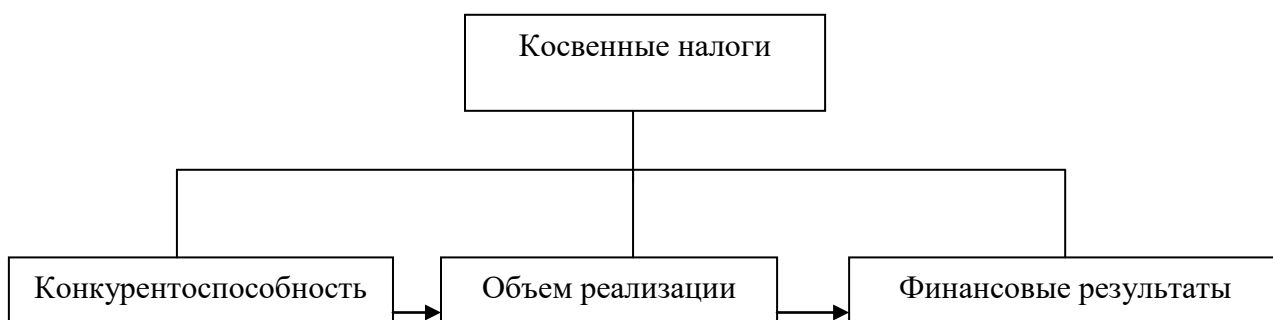 Косвенные налоги
Конкурентоспособность
Объем реализации
Финансовые результаты